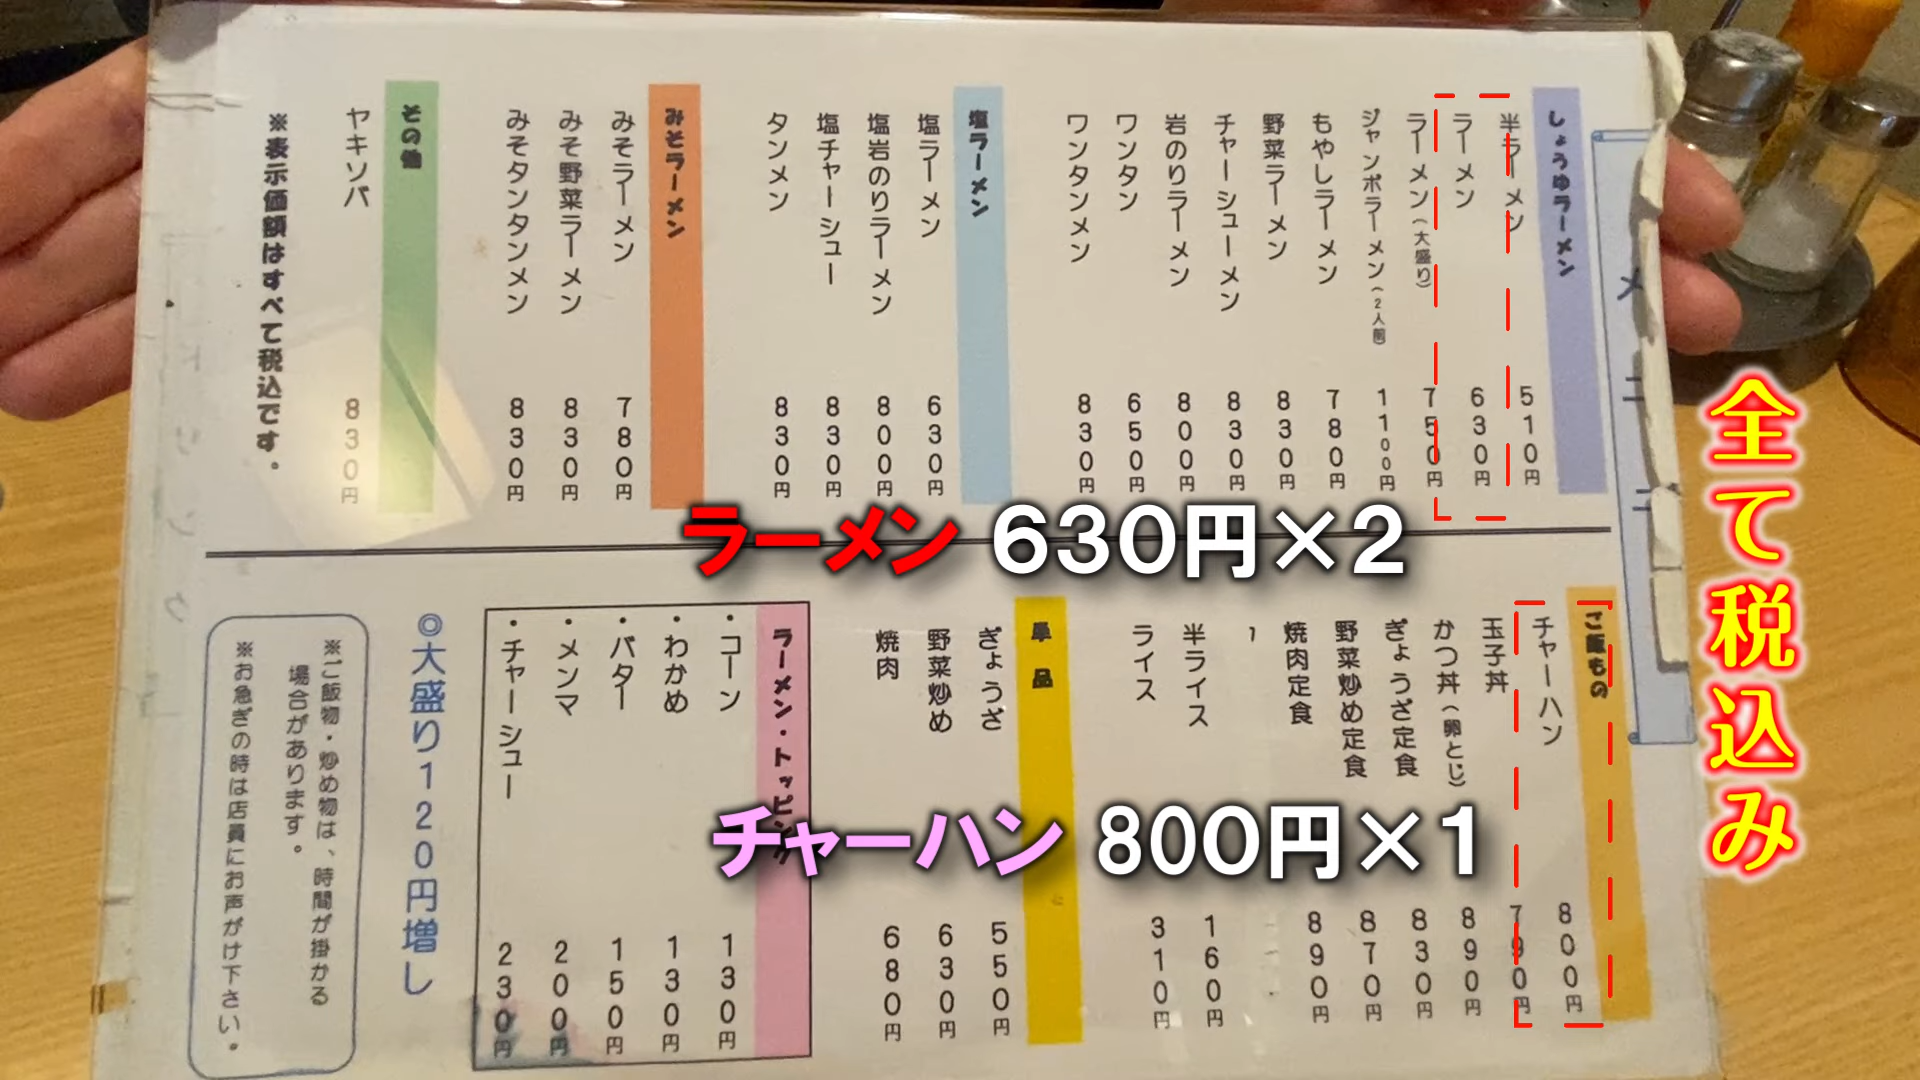 メニュー
しょうゆラーメン
半ラーメン 510円
ラーメン 630円
ラーメン(大盛り) 750円
ジャンボラーメン(2人前) 1100円
もやしラーメン 780円
野菜ラーメン 830円
チャーシューメン 830円
岩のりラーメン 800円
ワンタン 650円
ワンタンメン 830円
塩ラーメン
塩ラーメン 630円
塩岩のりラーメン 800円
塩チャーシュー 830円
タンメン 830円
みそラーメン
みそラーメン 780円
みそ野菜ラーメン 830円
みそタンタンメン 830円
その他
ヤキソバ 830円
※表示価額はすべて税込です。
ラーメン 630円×2
ご飯もの
チャーハン 800円
玉子丼 790円
かつ丼(卵とじ) 890円
ぎょうざ定食 830円
野菜炒め定食 870円
焼肉定食 890円
半ライス 160円
ライス 310円
単品
ぎょうざ 550円
野菜炒め 630円
焼肉 680円
ラーメン・トッピング
・コーン 130円
・わかめ 130円
・バター 150円
・メンマ 200円
・チャーシュー 230円
◎大盛り120円増し
※ご飯物・炒め物は、時間が掛かる
場合があります。
※お急ぎの時は店員にお声がけ下さい。
チャーハン 800円×1
全て税込み